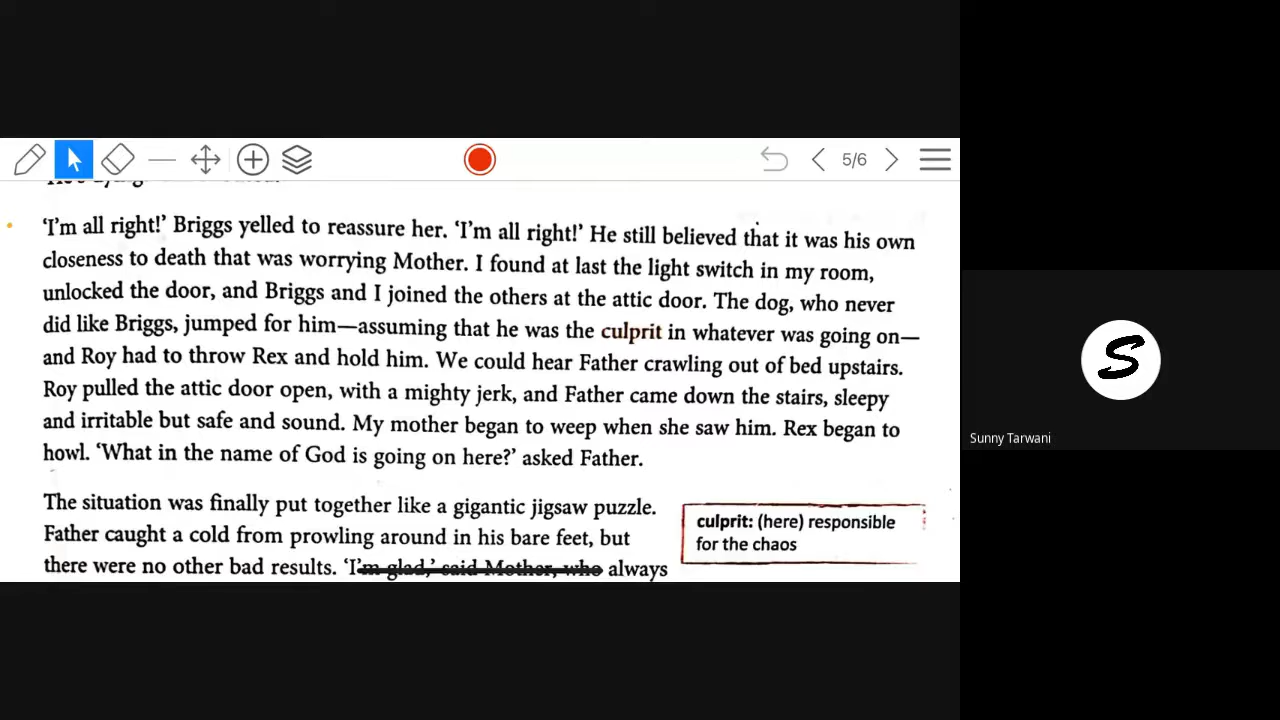 5/6
‘I’m all right!’ Briggs yelled to reassure her. ‘I’m all right!’ He still believed that it was his own
closeness to death that was worrying Mother. I found at last the light switch in my room,
unlocked the door, and Briggs and I joined the others at the attic door. The dog, who never
did like Briggs, jumped for him—assuming that he was the culprit in whatever was going on—
and Roy had to throw Rex and hold him. We could hear Father crawling out of bed upstairs.
Roy pulled the attic door open, with a mighty jerk, and Father came down the stairs, sleepy
and irritable but safe and sound. My mother began to weep when she saw him. Rex began to
howl. ‘What in the name of God is going on here?’ asked Father.
The situation was finally put together like a gigantic jigsaw puzzle.
Father caught a cold from prowling around in his bare feet, but
there were no other bad results. ‘I’m glad,’ said Mother, who always
culprit: (here) responsible
for the chaos
S
Sunny Tarwani